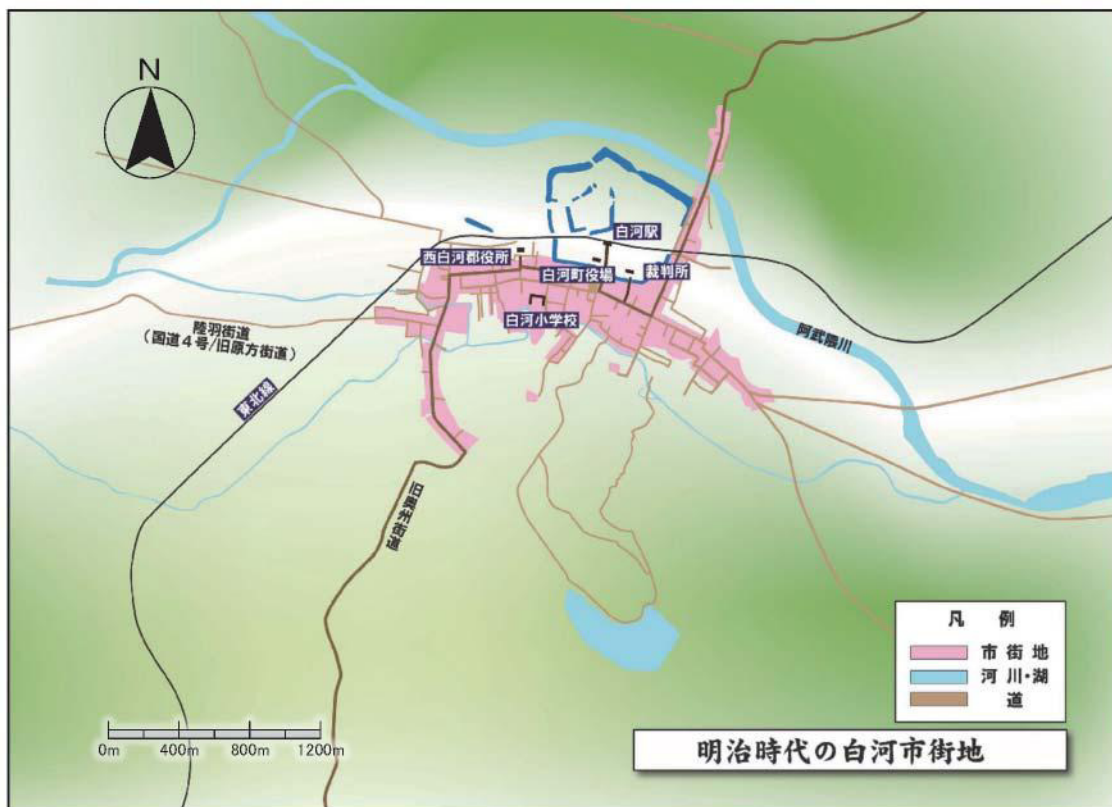 N
白河駅
西白河郡役所
白河町役場
裁判所
白河小学校
陸羽街道
(国道4号/旧原方街道)
阿武隈川
東北線
旧奥州街道
凡 例
市 街 地
河 川・湖
道
0m 400m 800m 1200m
明治時代の白河市街地